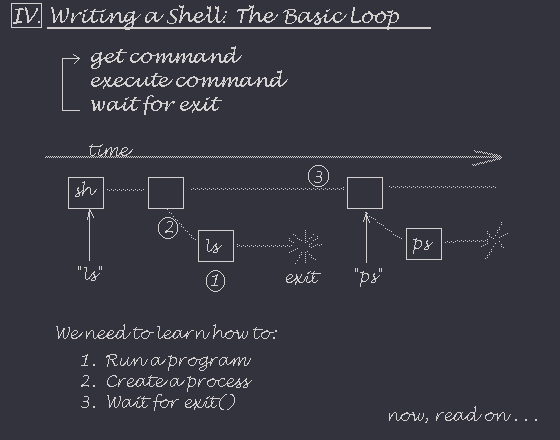 IV. Writing a Shell: The Basic Loop
get command
execute command
wait for exit
time
3
sh
2
ls
ps
1
"ls"
exit
"ps"
We need to learn how to:
1. Run a program
2. Create a process
3. Wait for exit()
now, read on . . .